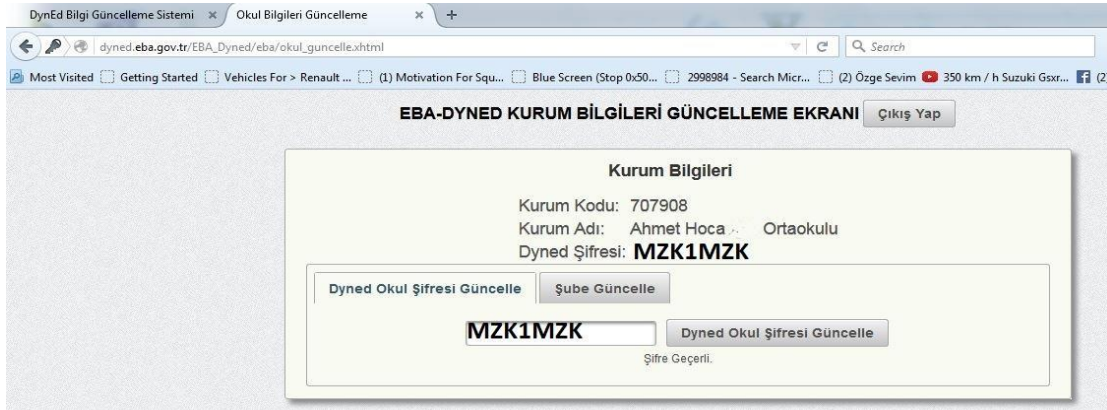 DynEd Bilgi Güncelleme Sistemi × Okul Bilgileri Güncelleme × +
dyned.eba.gov.tr/EBA_Dyned/eba/okul_guncelle.xhtml Search
Most Visited Getting Started Vehicles For > Renault ... (1) Motivation For Squ... Blue Screen (Stop 0x50... 2998984 - Search Micr... (2) Özge Sevim 350 km / h Suzuki Gsxr... (2
EBA-DYNED KURUM BİLGİLERİ GÜNCELLEME EKRANI Çıkış Yap
Kurum Bilgileri
Kurum Kodu: 707908
Kurum Adı: Ahmet Hoca Ortaokulu
Dyned Şifresi: MZK1MZK
Dyned Okul Şifresi Güncelle Şube Güncelle
MZK1MZK Dyned Okul Şifresi Güncelle
Şifre Geçerli.